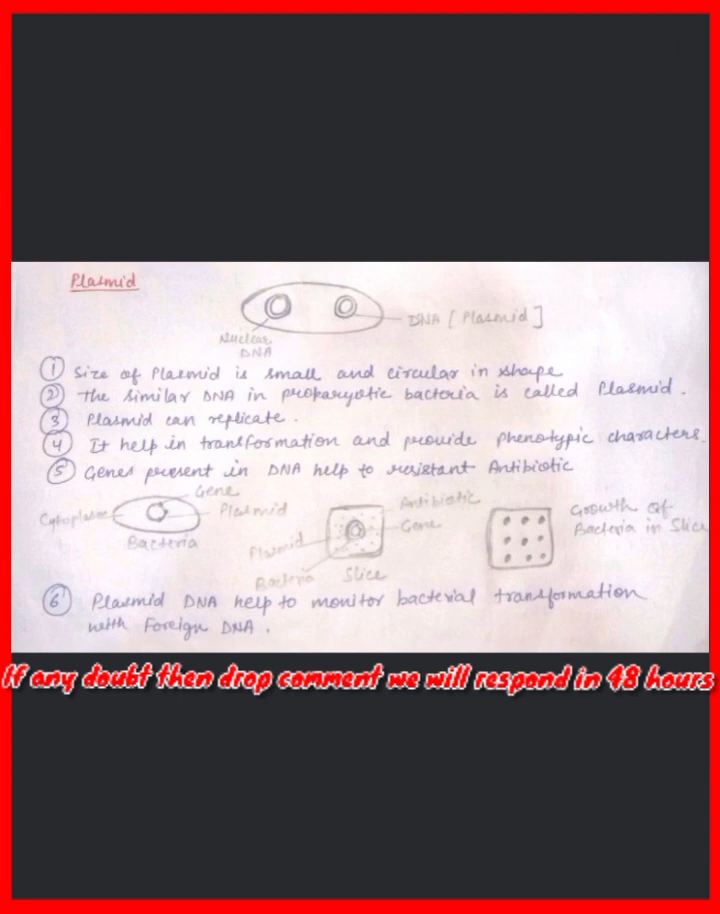 Plasmid
DNA [ Plasmid ]
Nuclear
DNA
① Size of Plasmid is small and circular in shape
② The similar DNA in prokaryotic bacteria is called Plasmid.
③ Plasmid can replicate.
④ It help in transformation and provide phenotypic characters.
⑤ Genes present in DNA help to resistant Antibiotic
Gene
Cytoplasm
Plasmid
Bacteria
Antibiotic
Gene
Plasmid
Bacteria
Slice
Growth of
Bacteria in Slice
⑥ Plasmid DNA help to monitor bacterial transformation
with Foreign DNA.
If any doubt then drop comment we will respond in 48 hours